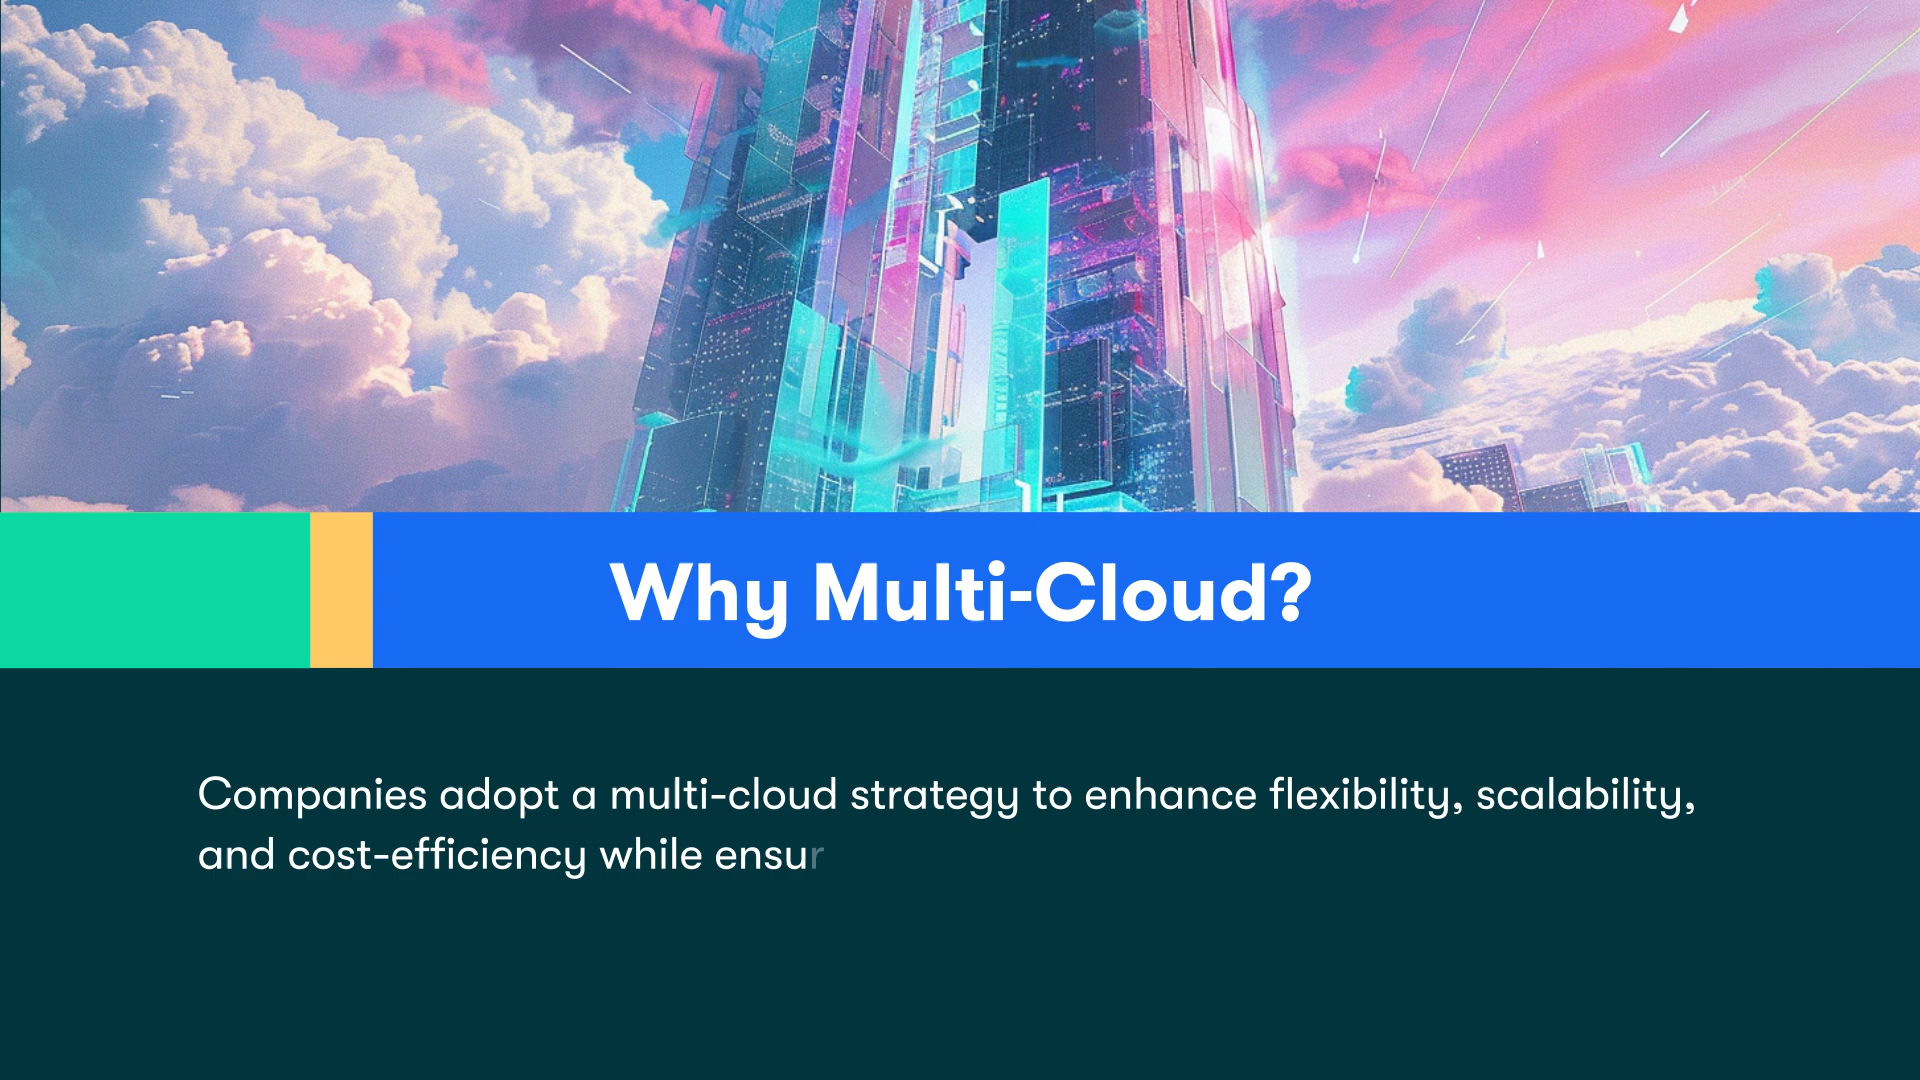 Why Multi-Cloud?
Companies adopt a multi-cloud strategy to enhance flexibility, scalability,
and cost-efficiency while ensur